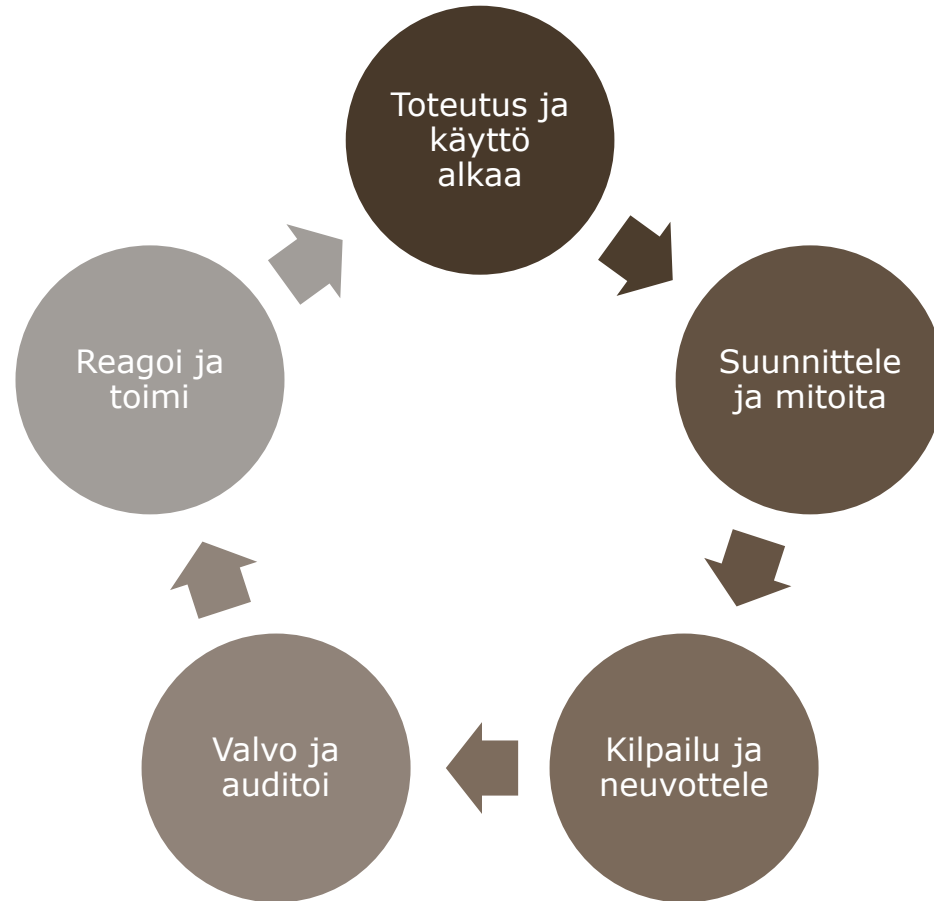 Toteutus ja
käyttö
alkaa
Suunnittele
ja mitoita
Kilpailu ja
neuvottele
Valvo ja
auditoi
Reagoi ja
toimi